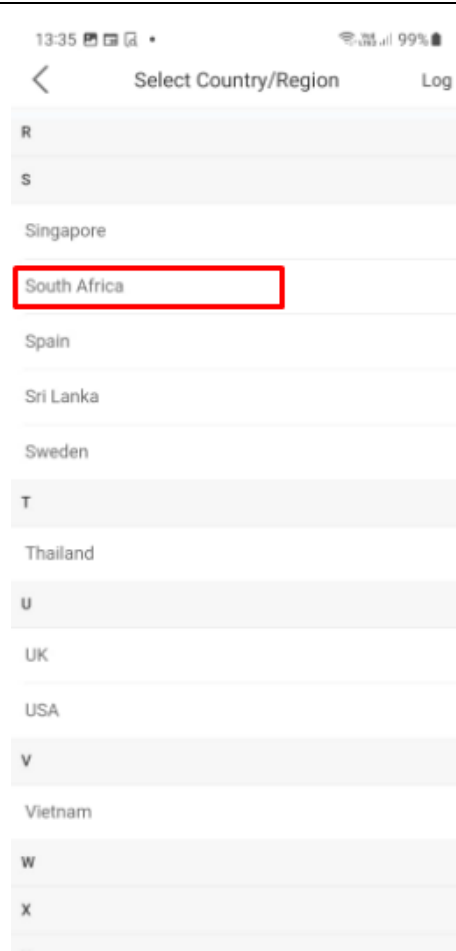 13:35 99%
Select Country/Region Log
R
S
Singapore
South Africa
Spain
Sri Lanka
Sweden
T
Thailand
U
UK
USA
V
Vietnam
W
X